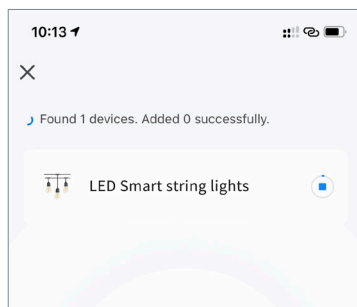 10:13
Found 1 devices. Added 0 successfully.
LED Smart string lights